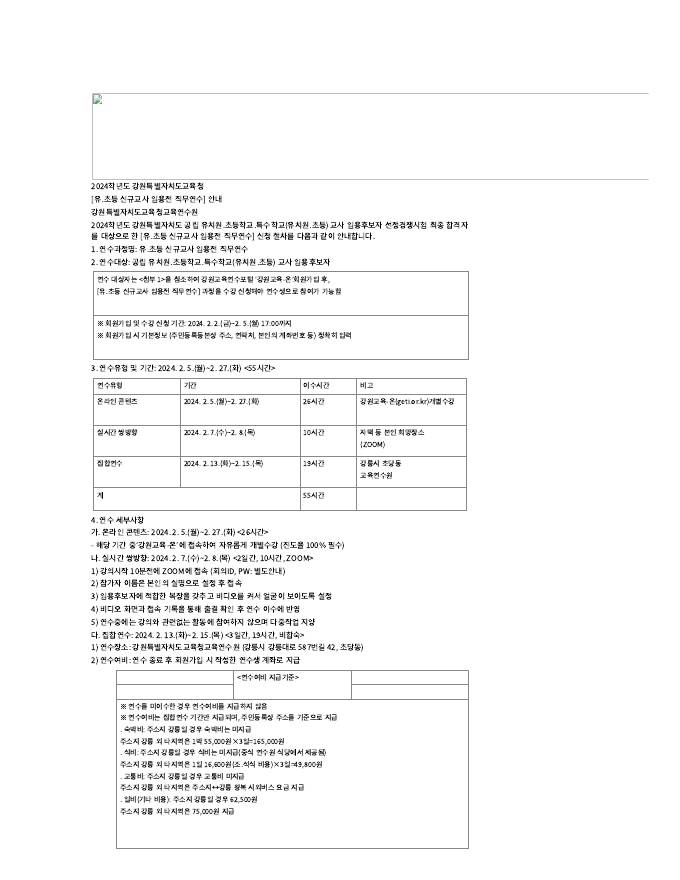 2024학년도 강원특별자치도교육청
[유.초등 신규교사 임용전 직무연수] 안내
강원특별자치도교육청교육연수원
2024학년도 강원특별자치도 공립 유치원.초등학교.특수학교(유치원.초등) 교사 임용후보자 선정경쟁시험 최종 합격자
를 대상으로 한 [유.초등 신규교사 임용전 직무연수] 신청 절차를 다음과 같이 안내합니다.
1. 연수과정명: 유.초등 신규교사 임용전 직무연수
2. 연수대상: 공립 유치원.초등학교.특수학교(유치원.초등) 교사 임용후보자
연수 대상자는 <첨부 1>을 참조하여 강원교육연수포털 '강원교육-온'회원가입 후,
[유.초등 신규교사 임용전 직무연수] 과정을 수강 신청해야 연수생으로 참여가 가능함
※ 회원가입 및 수강 신청 기간: 2024. 2. 2.(금)~2. 5.(월) 17:00까지
※ 회원가입 시 기본정보 (주민등록등본상 주소, 연락처, 본인의 계좌번호 등) 정확히 입력
3. 연수유형 및 기간: 2024. 2. 5.(월)~2. 27.(화) <55시간>
연수유형 기간 이수시간 비고
온라인 콘텐츠 2024. 2. 5.(월)~2. 27.(화) 26시간 강원교육-온(geti.or.kr)개별수강
실시간 쌍방향 2024. 2. 7.(수)~2. 8.(목) 10시간 자택 등 본인 희망장소
(ZOOM)
집합연수 2024. 2. 13.(화)~2. 15.(목) 19시간 강릉시 초당동
교육연수원
계 55시간
4. 연수 세부사항
가. 온라인 콘텐츠: 2024. 2. 5.(월)~2. 27.(화) <26시간>
- 해당 기간 중'강원교육-온'에 접속하여 자유롭게 개별수강 (진도율 100% 필수)
나. 실시간 쌍방향: 2024. 2. 7.(수)~2. 8.(목) <2일간, 10시간, ZOOM>
1) 강의시작 10분전에 ZOOM에 접속 (회의ID, PW: 별도안내)
2) 참가자 이름은 본인의 실명으로 설정 후 접속
3) 임용후보자에 적합한 복장을 갖추고 비디오를 켜서 얼굴이 보이도록 설정
4) 비디오 화면과 접속 기록을 통해 출결 확인 후 연수 이수에 반영
5) 연수중에는 강의와 관련없는 활동에 참여하지 않으며 다중작업 지양
다. 집합 연수: 2024. 2. 13.(화)~2. 15.(목) <3일간, 19시간, 비합숙>
1) 연수장소: 강원특별자치도교육청교육연수원 (강릉시 강릉대로 587번길 42, 초당동)
2) 연수여비: 연수 종료 후 회원가입 시 작성한 연수생 계좌로 지급
<연수여비 지급기준>
※ 연수를 미이수한 경우 연수여비를 지급하지 않음
※ 연수여비는 집합연수 기간만 지급되며, 주민등록상 주소를 기준으로 지급
. 숙박비: 주소지 강릉일 경우 숙박비는 미지급
주소지 강릉 외 타지역은 1박 55,000원×3일=165,000원
. 식비: 주소지 강릉일 경우 식비는 미지급(중식 연수원 식당에서 제공됨)
주소지 강릉 외 타지역은 1일 16,600원(조.석식 비용)×3일=49,800원
. 교통비: 주소지 강릉일 경우 교통비 미지급
주소지 강릉 외 타지역은 주소지↔강릉 왕복 시외버스 요금 지급
. 일비(기타 비용): 주소지 강릉일 경우 62,500원
주소지 강릉 외 타지역은 75,000원 지급